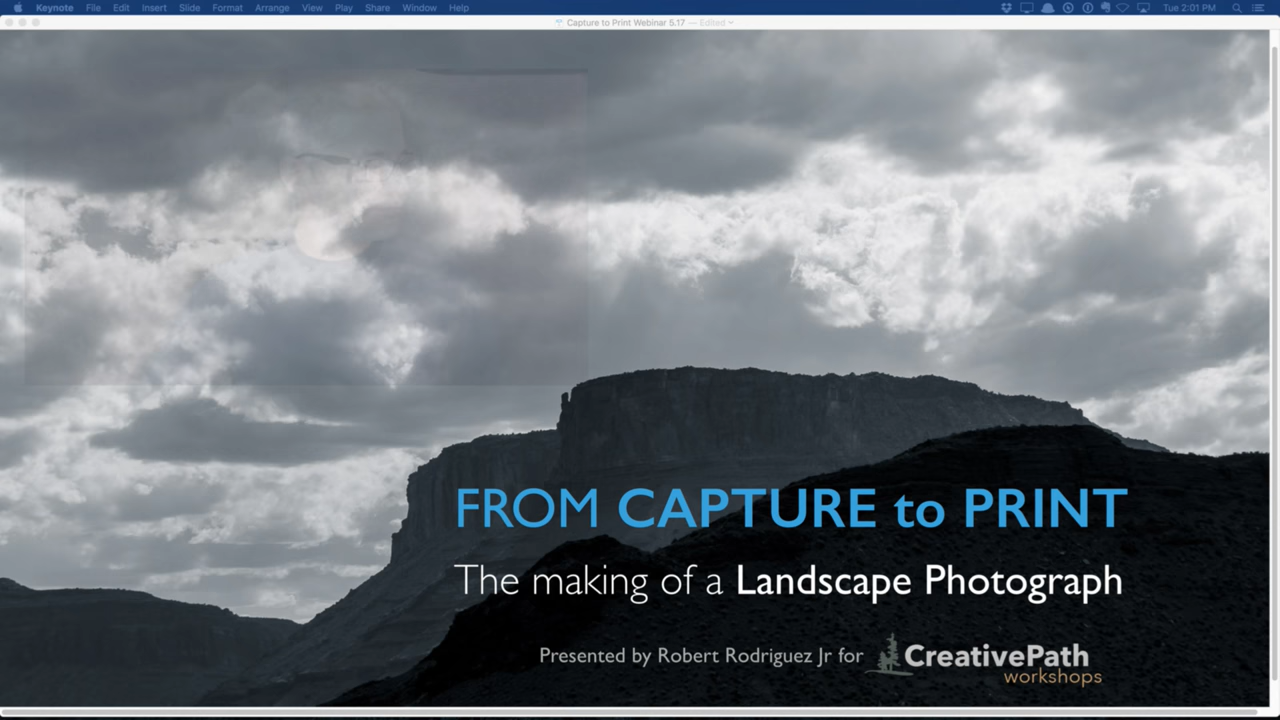 Keynote File Edit Insert Slide Format Arrange View Play Share Window Help Tue 2:01 PM
Capture to Print Webinar 5.17 — Edited
FROM CAPTURE to PRINT
The making of a Landscape Photograph
Presented by Robert Rodriguez Jr for CreativePath
workshops